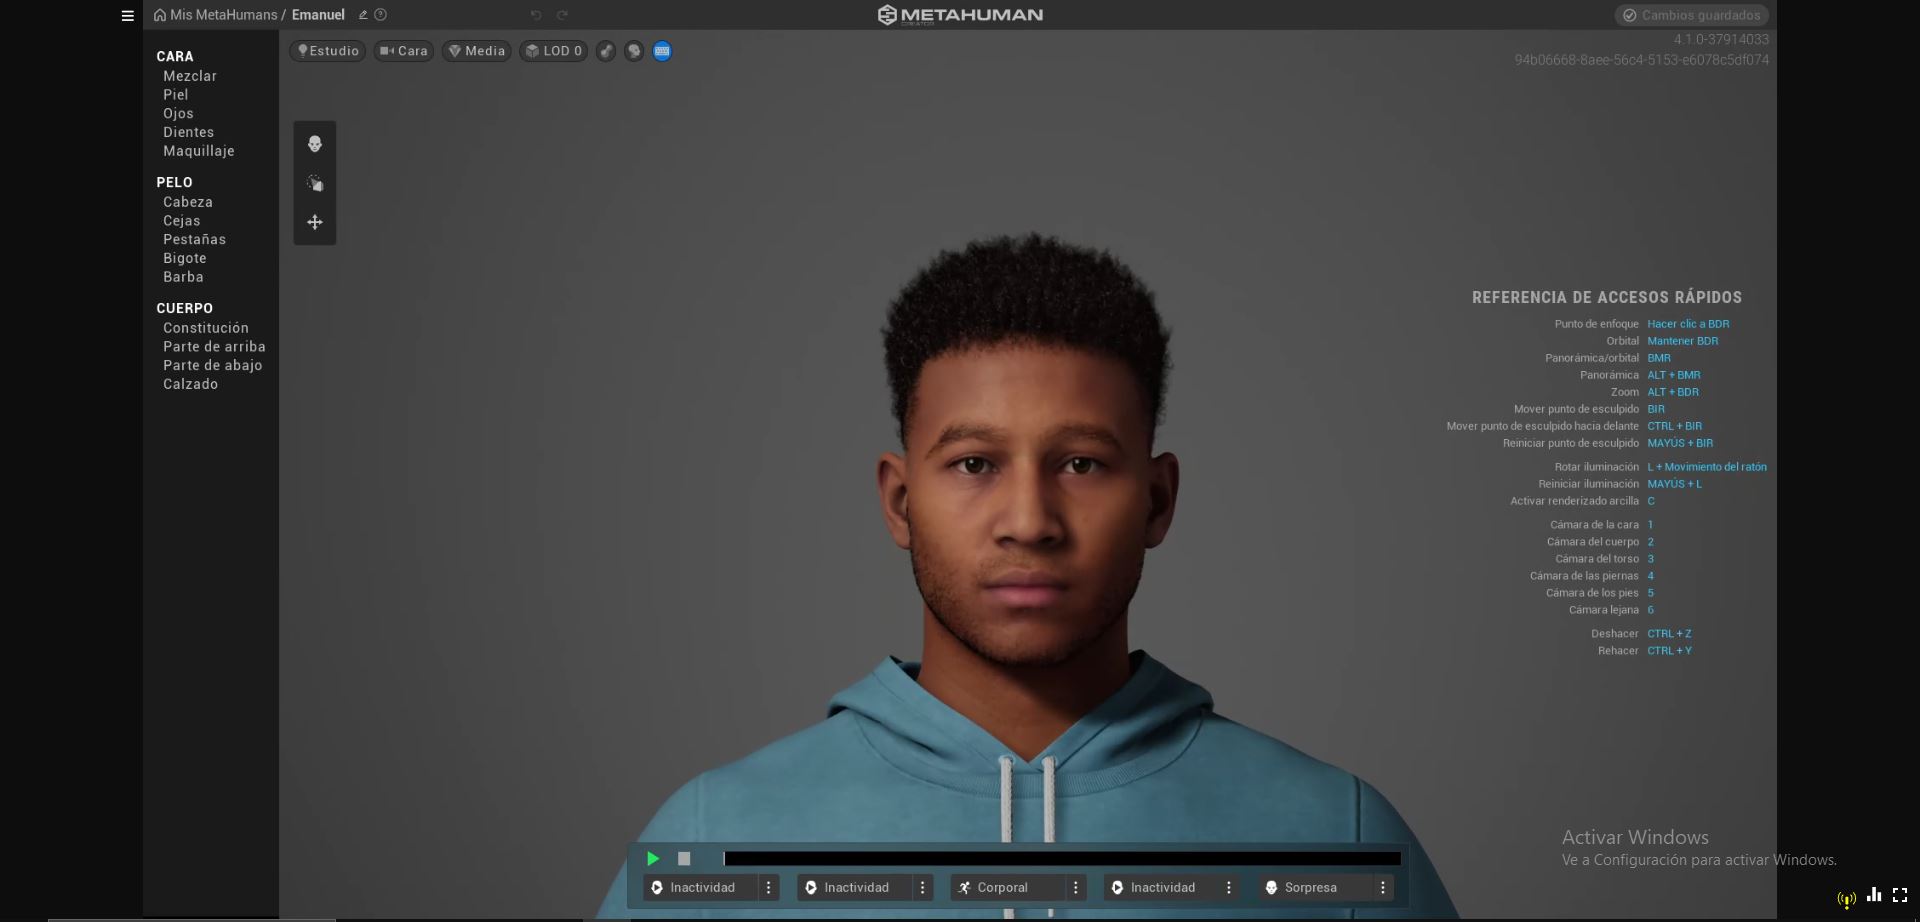 Mis MetaHumans / Emanuel
METAHUMAN
CREATOR
Cambios guardados
4.1.0-37914033
94b06668-8aee-56c4-5153-e6078c5df074
Estudio
Cara
Media
LOD 0
CARA
Mezclar
Piel
Ojos
Dientes
Maquillaje
PELO
Cabeza
Cejas
Pestañas
Bigote
Barba
CUERPO
Constitución
Parte de arriba
Parte de abajo
Calzado
REFERENCIA DE ACCESOS RÁPIDOS
Punto de enfoque Hacer clic a BDR
Orbital Mantener BDR
Panorámica/orbital BMR
Panorámica ALT + BMR
Zoom ALT + BDR
Mover punto de esculpido BIR
Mover punto de esculpido hacia delante CTRL + BIR
Reiniciar punto de esculpido MAYÚS + BIR
Rotar iluminación L + Movimiento del ratón
Reiniciar iluminación MAYÚS + L
Activar renderizado arcilla C
Cámara de la cara 1
Cámara del cuerpo 2
Cámara del torso 3
Cámara de las piernas 4
Cámara de los pies 5
Cámara lejana 6
Deshacer CTRL + Z
Rehacer CTRL + Y
Activar Windows
Ve a Configuración para activar Windows.
Inactividad
Inactividad
Corporal
Inactividad
Sorpresa